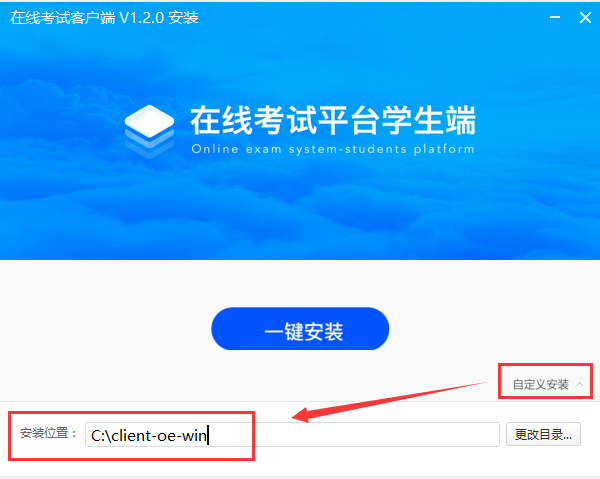 在线考试客户端 V1.2.0 安装
在线考试平台学生端
Online exam system-students platform
一键安装
自定义安装
安装位置：
C:\client-oe-win
更改目录...